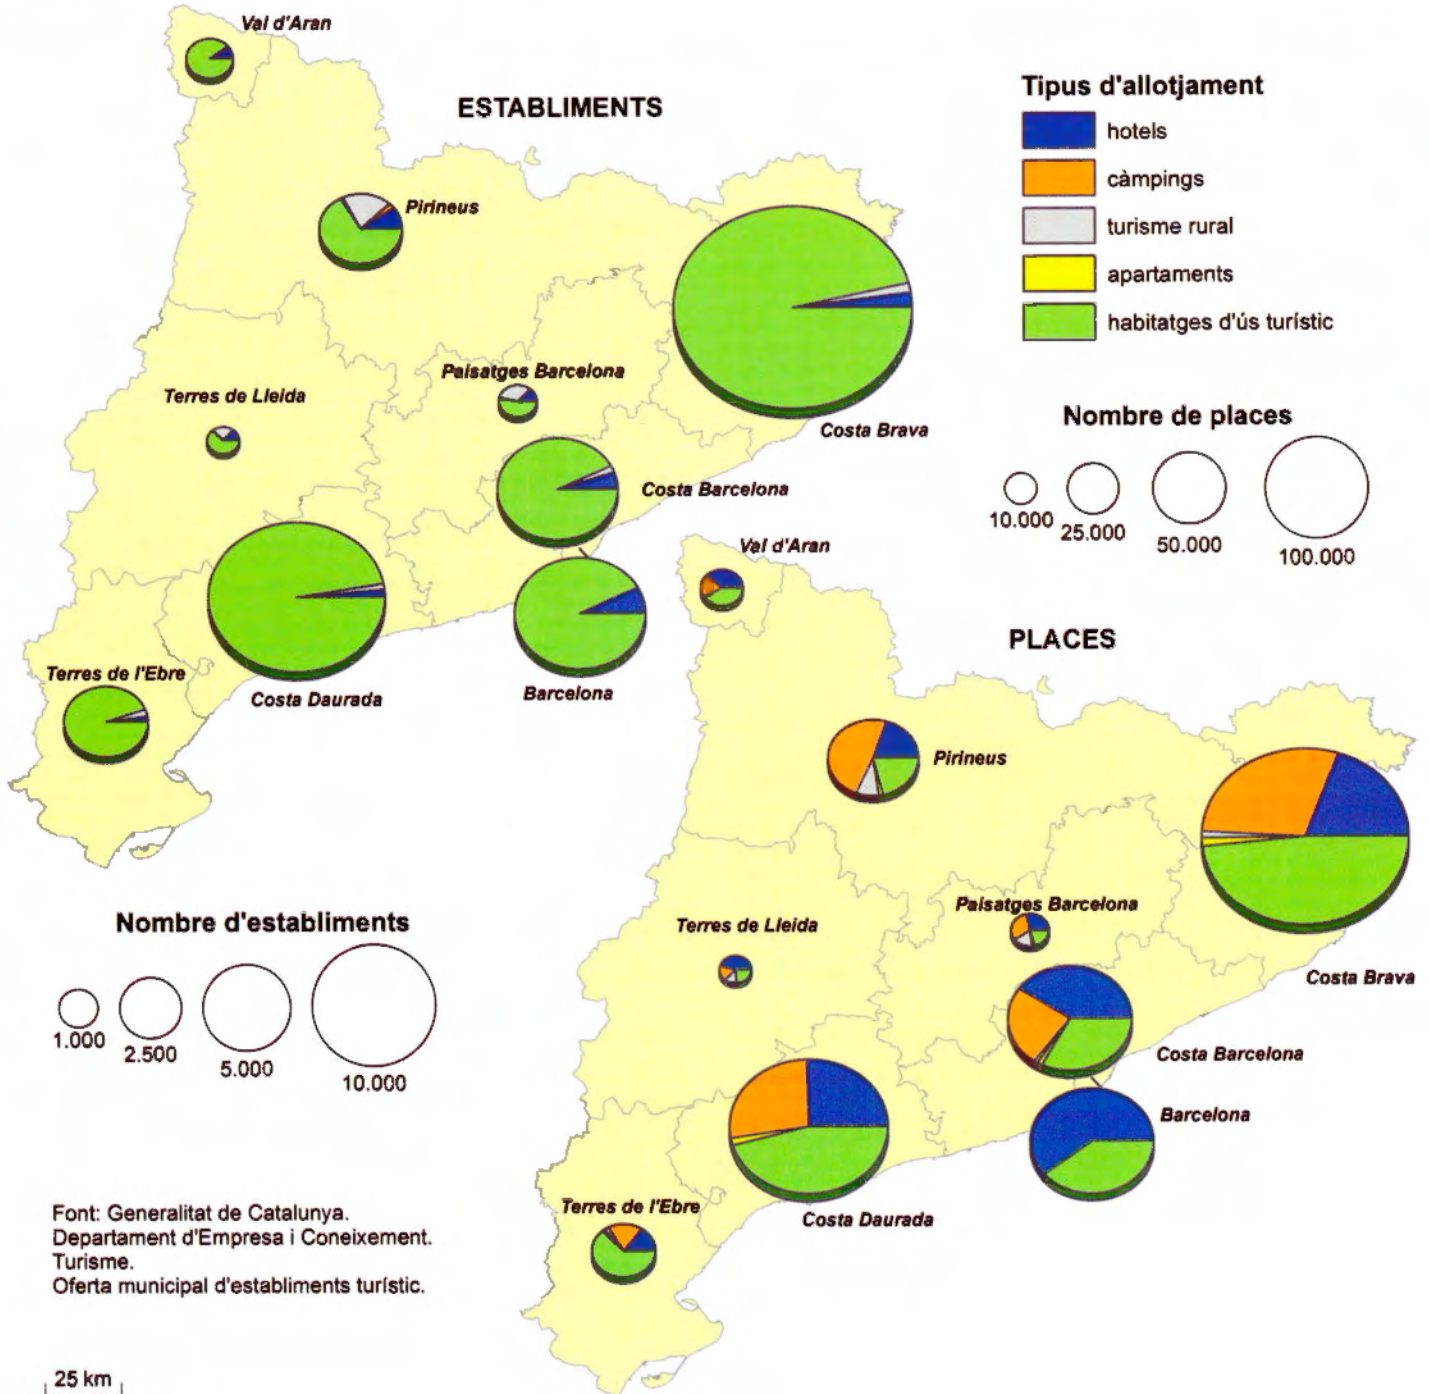 Val d'Aran
ESTABLIMENTS
Pirineus
Terres de Lleida
Paisatges Barcelona
Costa Brava
Costa Barcelona
Costa Daurada
Barcelona
Terres de l'Ebre
Tipus d'allotjament
hotels
càmpings
turisme rural
apartaments
habitatges d'ús turístic
Nombre de places
10.000
25.000
50.000
100.000
Val d'Aran
PLACES
Pirineus
Paisatges Barcelona
Terres de Lleida
Costa Brava
Costa Barcelona
Barcelona
Costa Daurada
Terres de l'Ebre
Nombre d'establiments
1.000
2.500
5.000
10.000
Font: Generalitat de Catalunya.
Departament d'Empresa i Coneixement.
Turisme.
Oferta municipal d'establiments turístic.
25 km